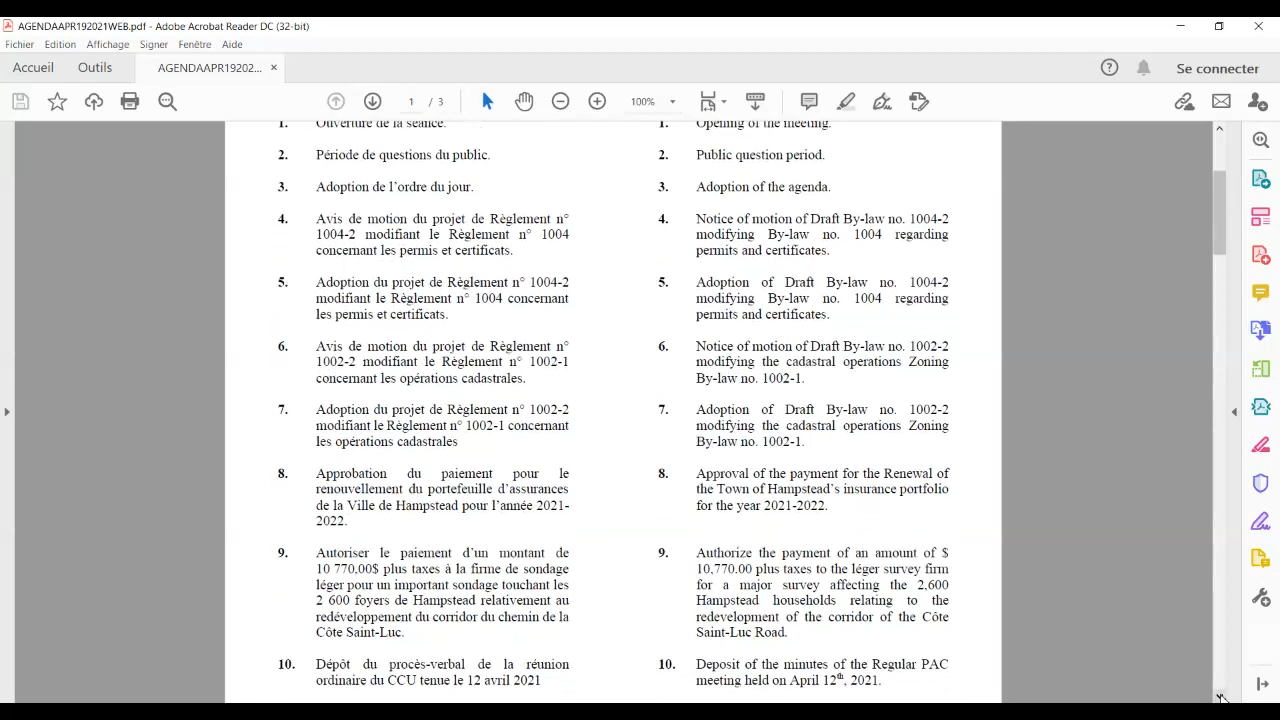 AGENDAAPR192021WEB.pdf - Adobe Acrobat Reader DC (32-bit)
Fichier Edition Affichage Signer Fenêtre Aide
Accueil Outils AGENDAAPR19202... × Se connecter
1 / 3 100%
1. Ouverture de la séance.
2. Période de questions du public.
3. Adoption de l'ordre du jour.
4. Avis de motion du projet de Règlement n°
1004-2 modifiant le Règlement n° 1004
concernant les permis et certificats.
5. Adoption du projet de Règlement n° 1004-2
modifiant le Règlement n° 1004 concernant
les permis et certificats.
6. Avis de motion du projet de Règlement n°
1002-2 modifiant le Règlement n° 1002-1
concernant les opérations cadastrales.
7. Adoption du projet de Règlement n° 1002-2
modifiant le Règlement n° 1002-1 concernant
les opérations cadastrales
8. Approbation du paiement pour le
renouvellement du portefeuille d'assurances
de la Ville de Hampstead pour l'année 2021-
2022.
9. Autoriser le paiement d'un montant de
10 770,00$ plus taxes à la firme de sondage
léger pour un important sondage touchant les
2 600 foyers de Hampstead relativement au
redéveloppement du corridor du chemin de la
Côte Saint-Luc.
10. Dépôt du procès-verbal de la réunion
ordinaire du CCU tenue le 12 avril 2021
1. Opening of the meeting.
2. Public question period.
3. Adoption of the agenda.
4. Notice of motion of Draft By-law no. 1004-2
modifying By-law no. 1004 regarding
permits and certificates.
5. Adoption of Draft By-law no. 1004-2
modifying By-law no. 1004 regarding
permits and certificates.
6. Notice of motion of Draft By-law no. 1002-2
modifying the cadastral operations Zoning
By-law no. 1002-1.
7. Adoption of Draft By-law no. 1002-2
modifying the cadastral operations Zoning
By-law no. 1002-1.
8. Approval of the payment for the Renewal of
the Town of Hampstead's insurance portfolio
for the year 2021-2022.
9. Authorize the payment of an amount of $
10,770.00 plus taxes to the léger survey firm
for a major survey affecting the 2,600
Hampstead households relating to the
redevelopment of the corridor of the Côte
Saint-Luc Road.
10. Deposit of the minutes of the Regular PAC
meeting held on April 12th, 2021.